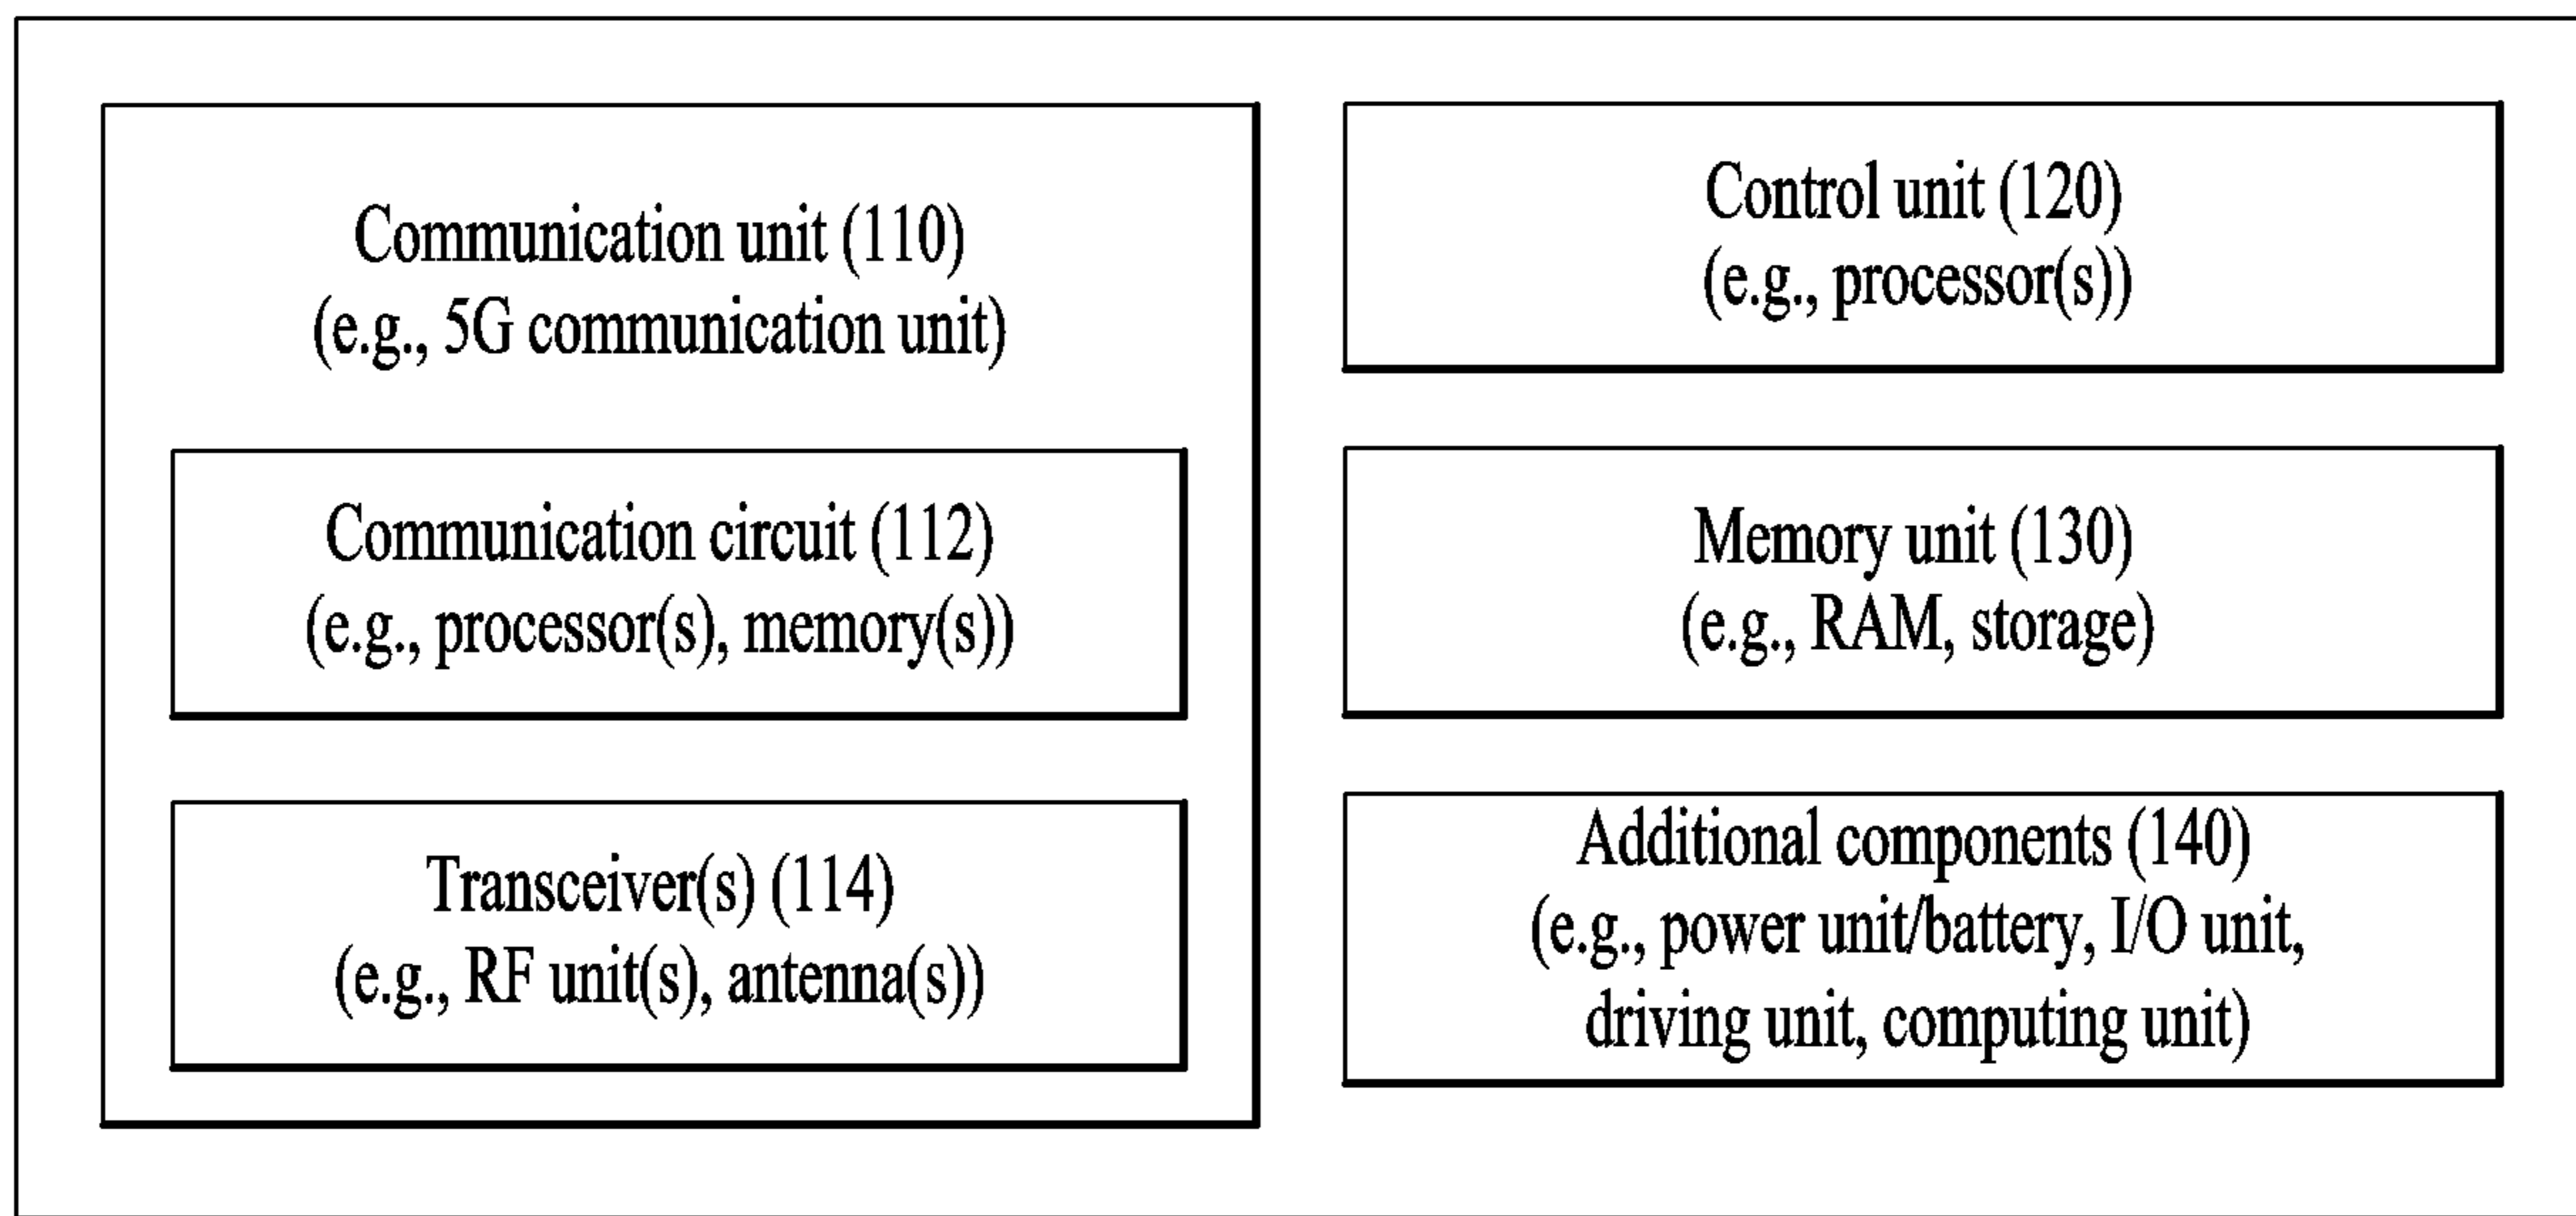 Communication unit (110)
(e.g., 5G communication unit)
Communication circuit (112)
(e.g., processor(s), memory(s))
Transceiver(s) (114)
(e.g., RF unit(s), antenna(s))
Control unit (120)
(e.g., processor(s))
Memory unit (130)
(e.g., RAM, storage)
Additional components (140)
(e.g., power unit/battery, I/O unit,
driving unit, computing unit)